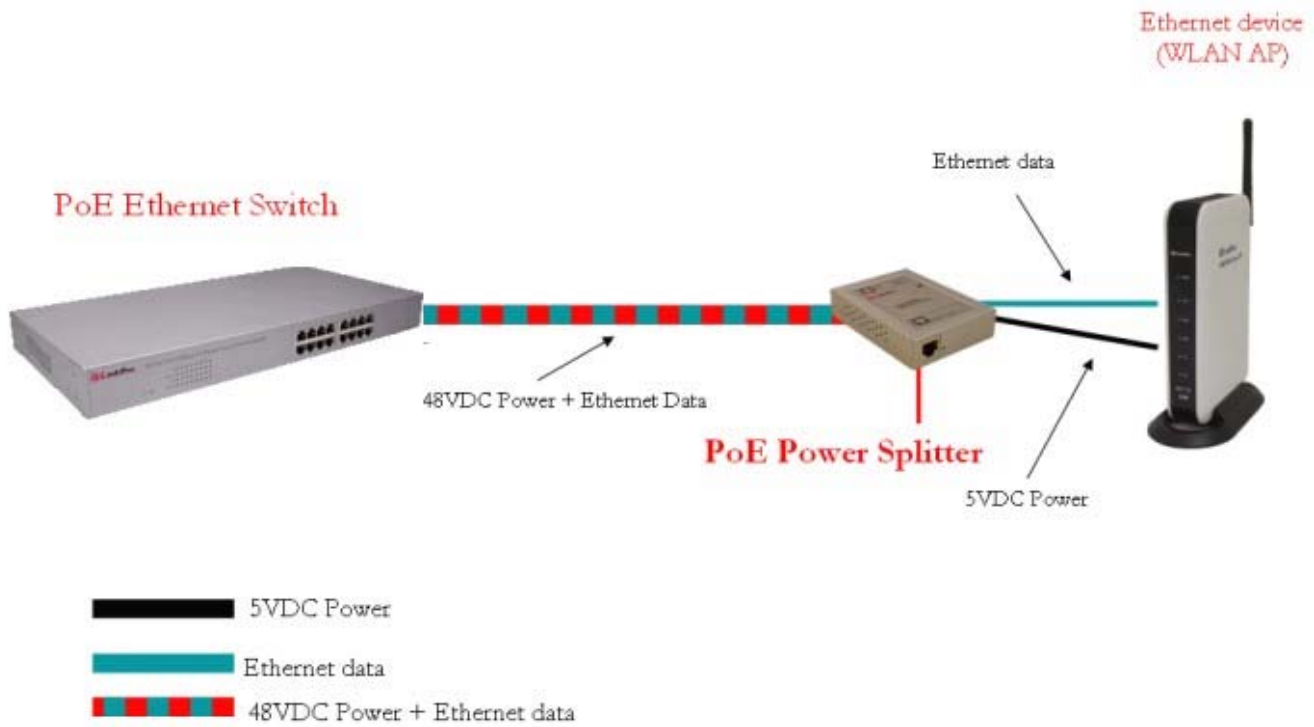 Ethernet device
(WLAN AP)
Ethernet data
PoE Ethernet Switch
48VDC Power + Ethernet Data
PoE Power Splitter
5VDC Power
5VDC Power
Ethernet data
48VDC Power + Ethernet data